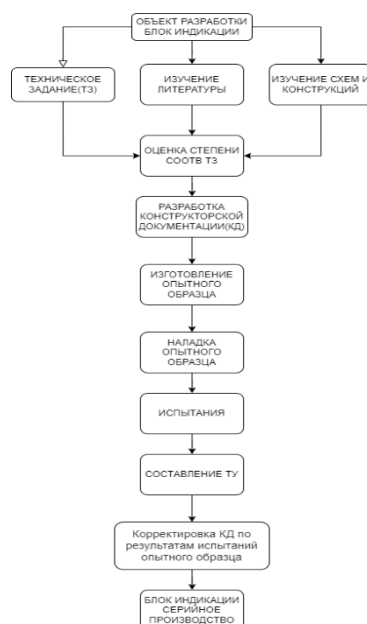 ОБЪЕКТ РАЗРАБОТКИ
БЛОК ИНДИКАЦИИ
ТЕХНИЧЕСКОЕ
ЗАДАНИЕ(ТЗ)
ИЗУЧЕНИЕ
ЛИТЕРАТУРЫ
ИЗУЧЕНИЕ СХЕМ И
КОНСТРУКЦИЙ
ОЦЕНКА СТЕПЕНИ
СООТВ ТЗ
РАЗРАБОТКА
КОНСТРУКТОРСКОЙ
ДОКУМЕНТАЦИИ(КД)
ИЗГОТОВЛЕНИЕ
ОПЫТНОГО
ОБРАЗЦА
НАЛАДКА
ОПЫТНОГО
ОБРАЗЦА
ИСПЫТАНИЯ
СОСТАВЛЕНИЕ ТУ
Корректировка КД по
результатам испытаний
опытного образца
БЛОК ИНДИКАЦИИ
СЕРИЙНОЕ
ПРОИЗВОДСТВО